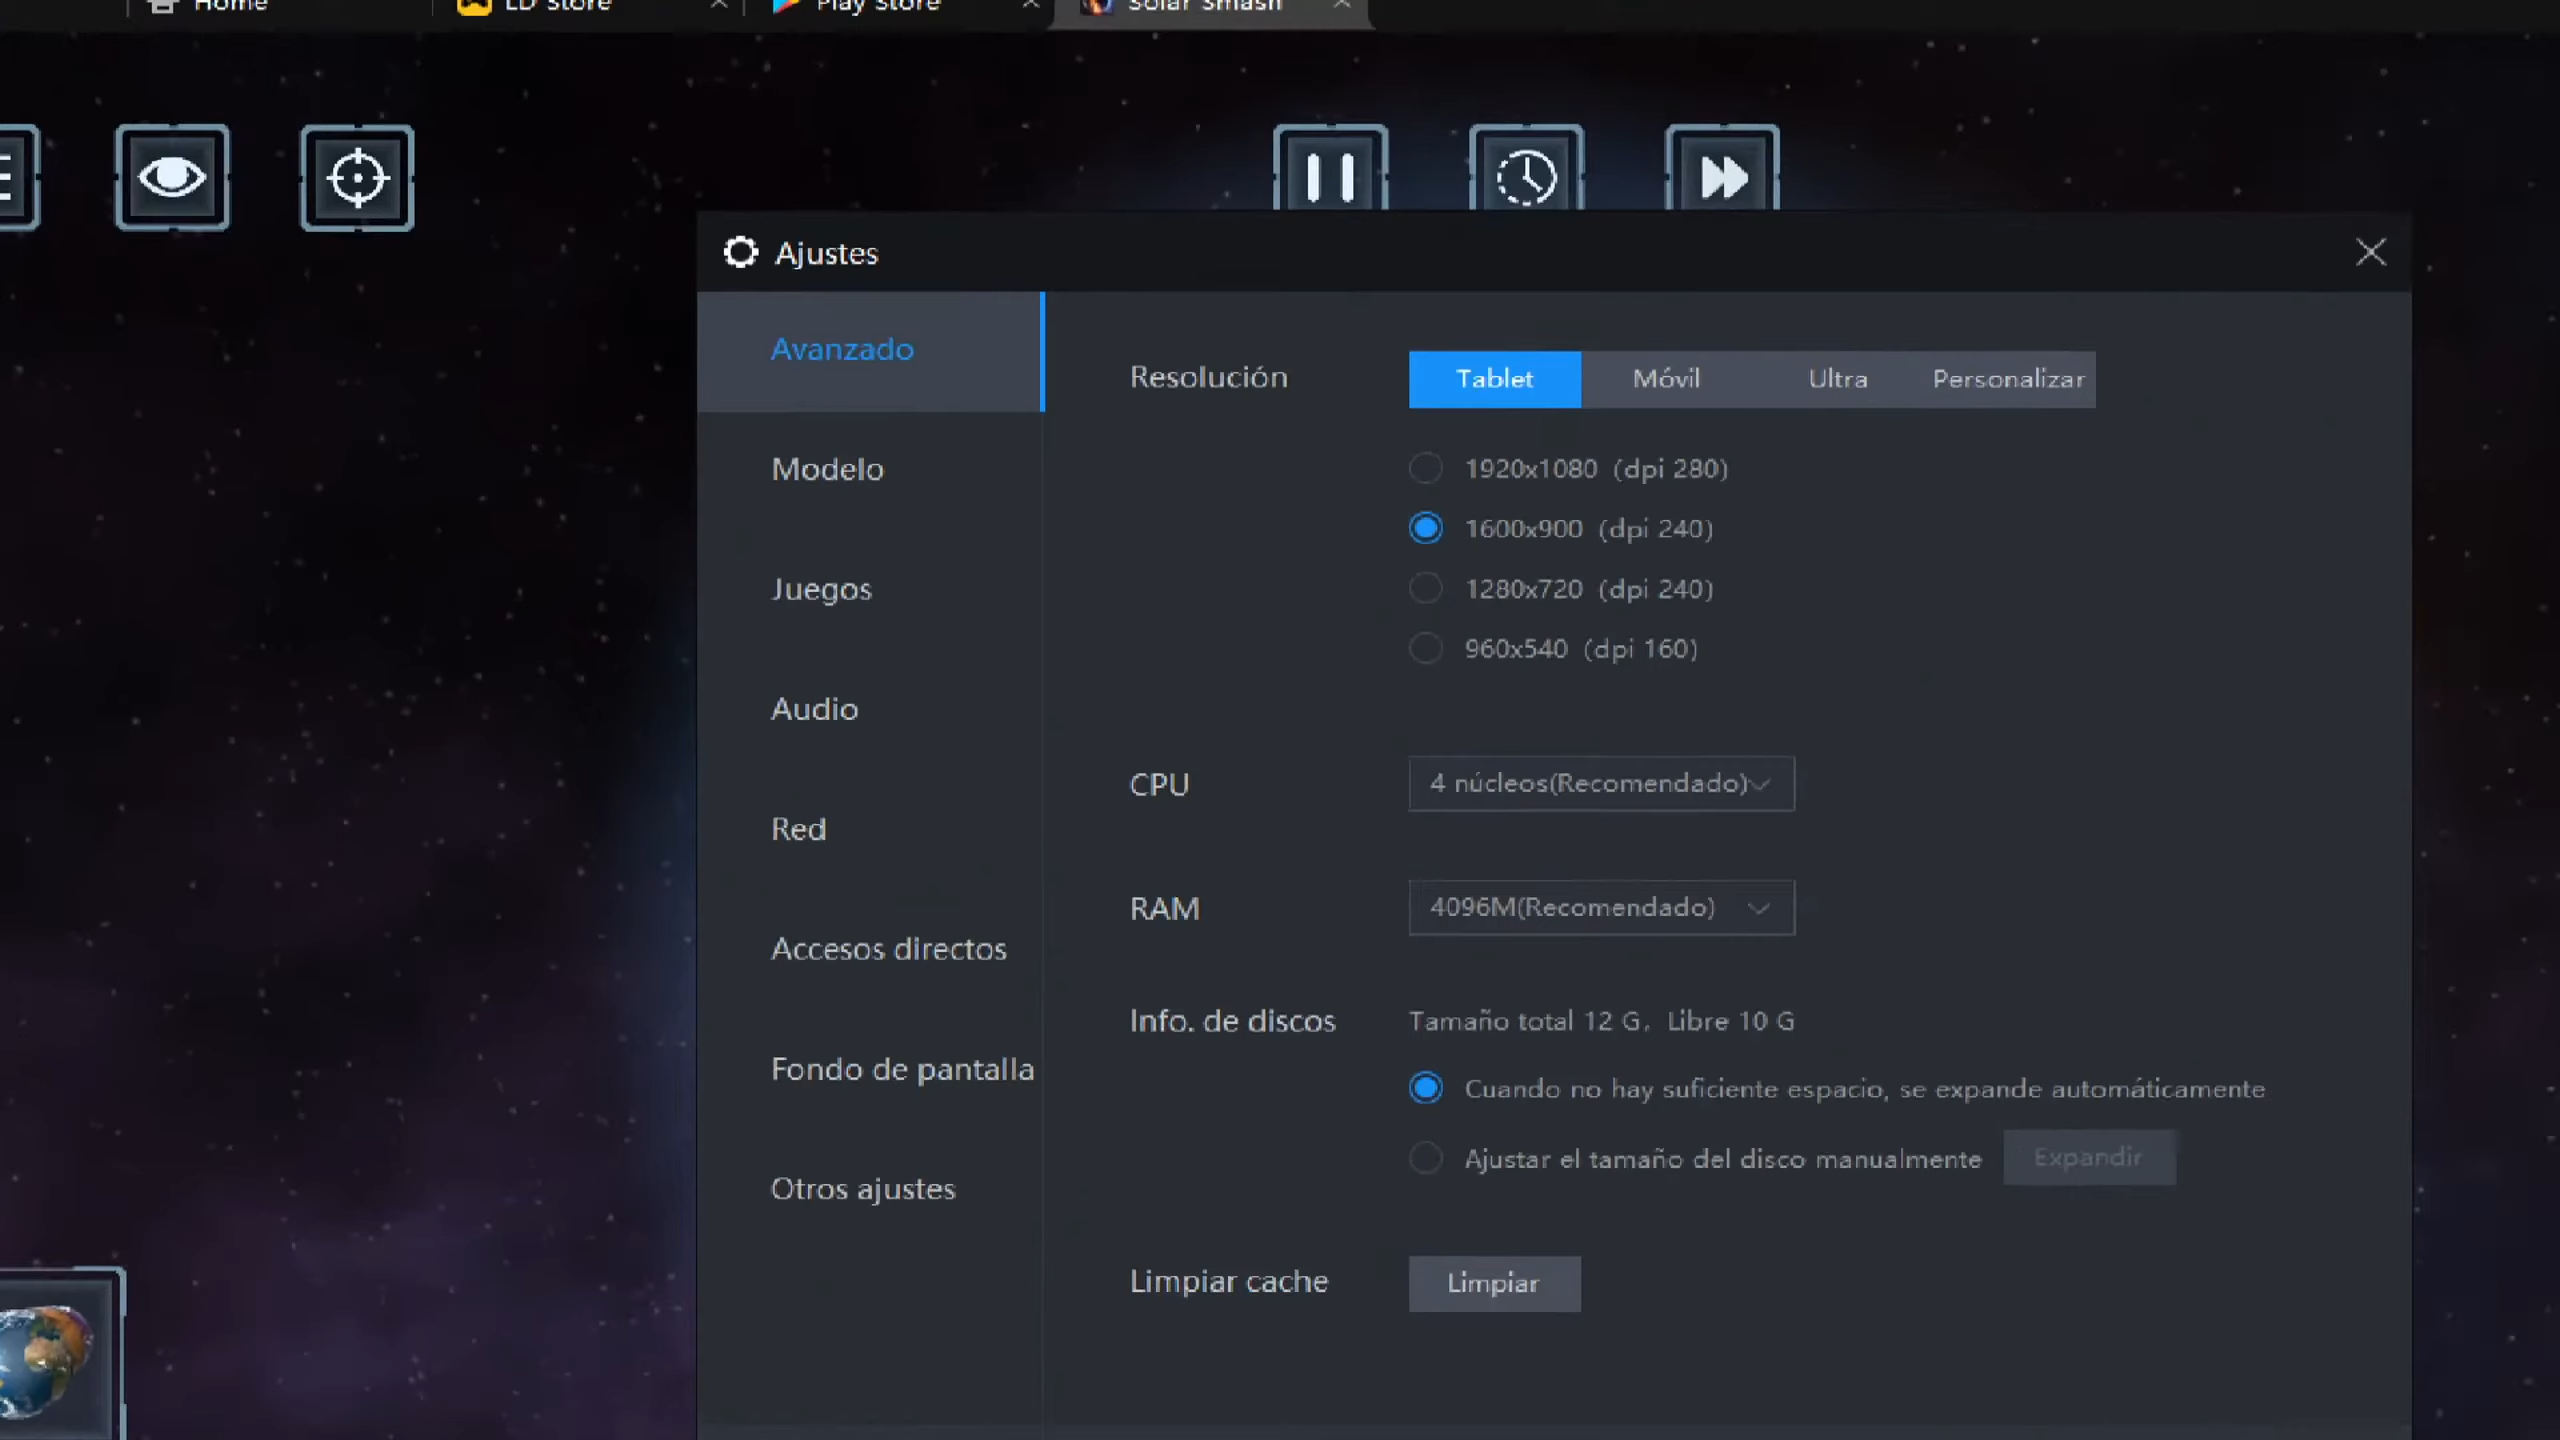 Home
LD Store
Play Store
Solar Smash
Ajustes
Avanzado
Modelo
Juegos
Audio
Red
Accesos directos
Fondo de pantalla
Otros ajustes
Resolución
Tablet
Móvil
Ultra
Personalizar
1920x1080 (dpi 280)
1600x900 (dpi 240)
1280x720 (dpi 240)
960x540 (dpi 160)
CPU
4 núcleos(Recomendado)
RAM
4096M(Recomendado)
Info. de discos
Tamaño total 12 G, Libre 10 G
Cuando no hay suficiente espacio, se expande automáticamente
Ajustar el tamaño del disco manualmente
Expandir
Limpiar cache
Limpiar